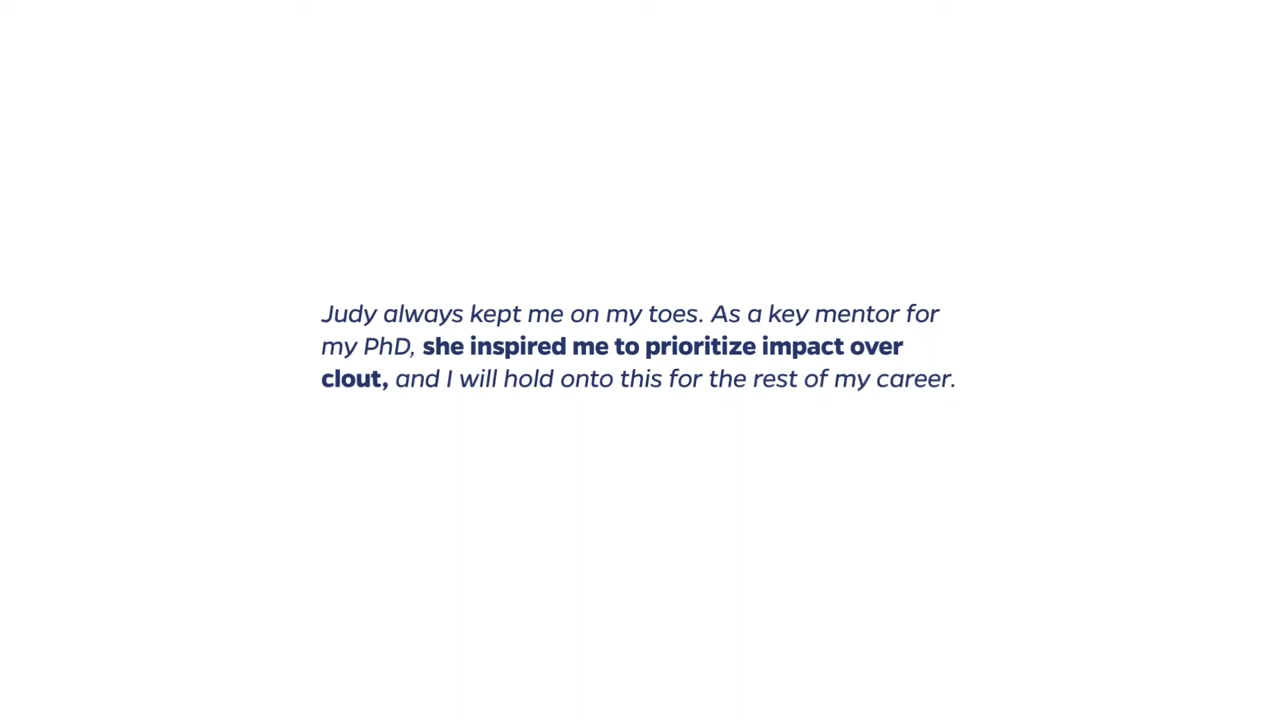 Judy always kept me on my toes. As a key mentor for
my PhD, she inspired me to prioritize impact over
clout, and I will hold onto this for the rest of my career.